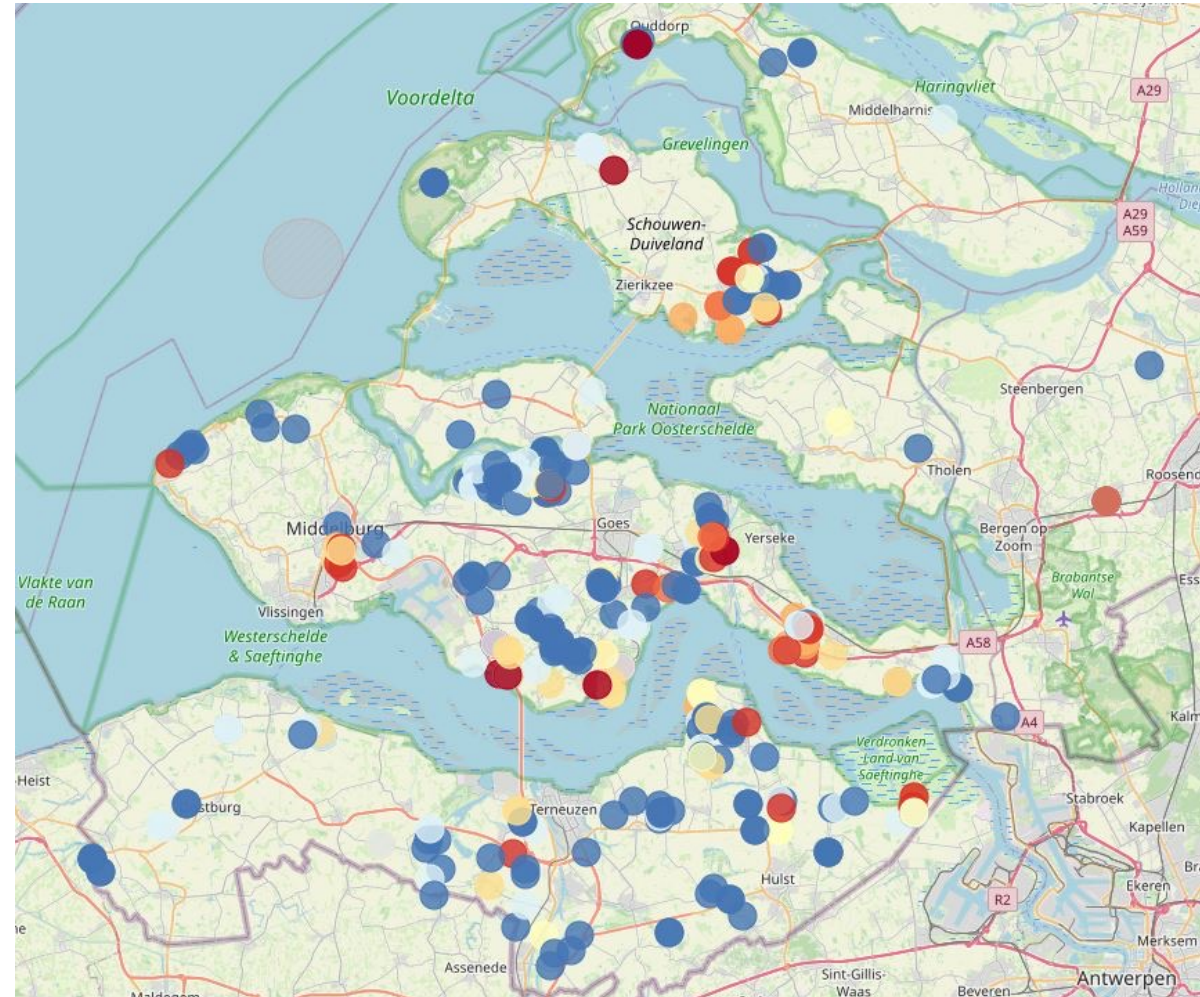 Ouddorp
Voordelta
Haringvliet
A29
Middelharnis
Grevelingen
A29
A59
Schouwen-
Duiveland
Zierikzee
Steenbergen
Nationaal
Park Oosterschelde
Tholen
Middelburg
Goes
Yerseke
Bergen op
Zoom
Vlakte van
de Raan
Brabantse
Wal
Vlissingen
Westerschelde
& Saeftinghe
A58
A4
Verdronken
Land van
Saeftinghe
Heist
Terneuzen
Stabroek
Kapellen
Hulst
Ekeren
R2
Merksem
Assenede
Antwerpen
Sint-Gillis-
Waas
Beveren